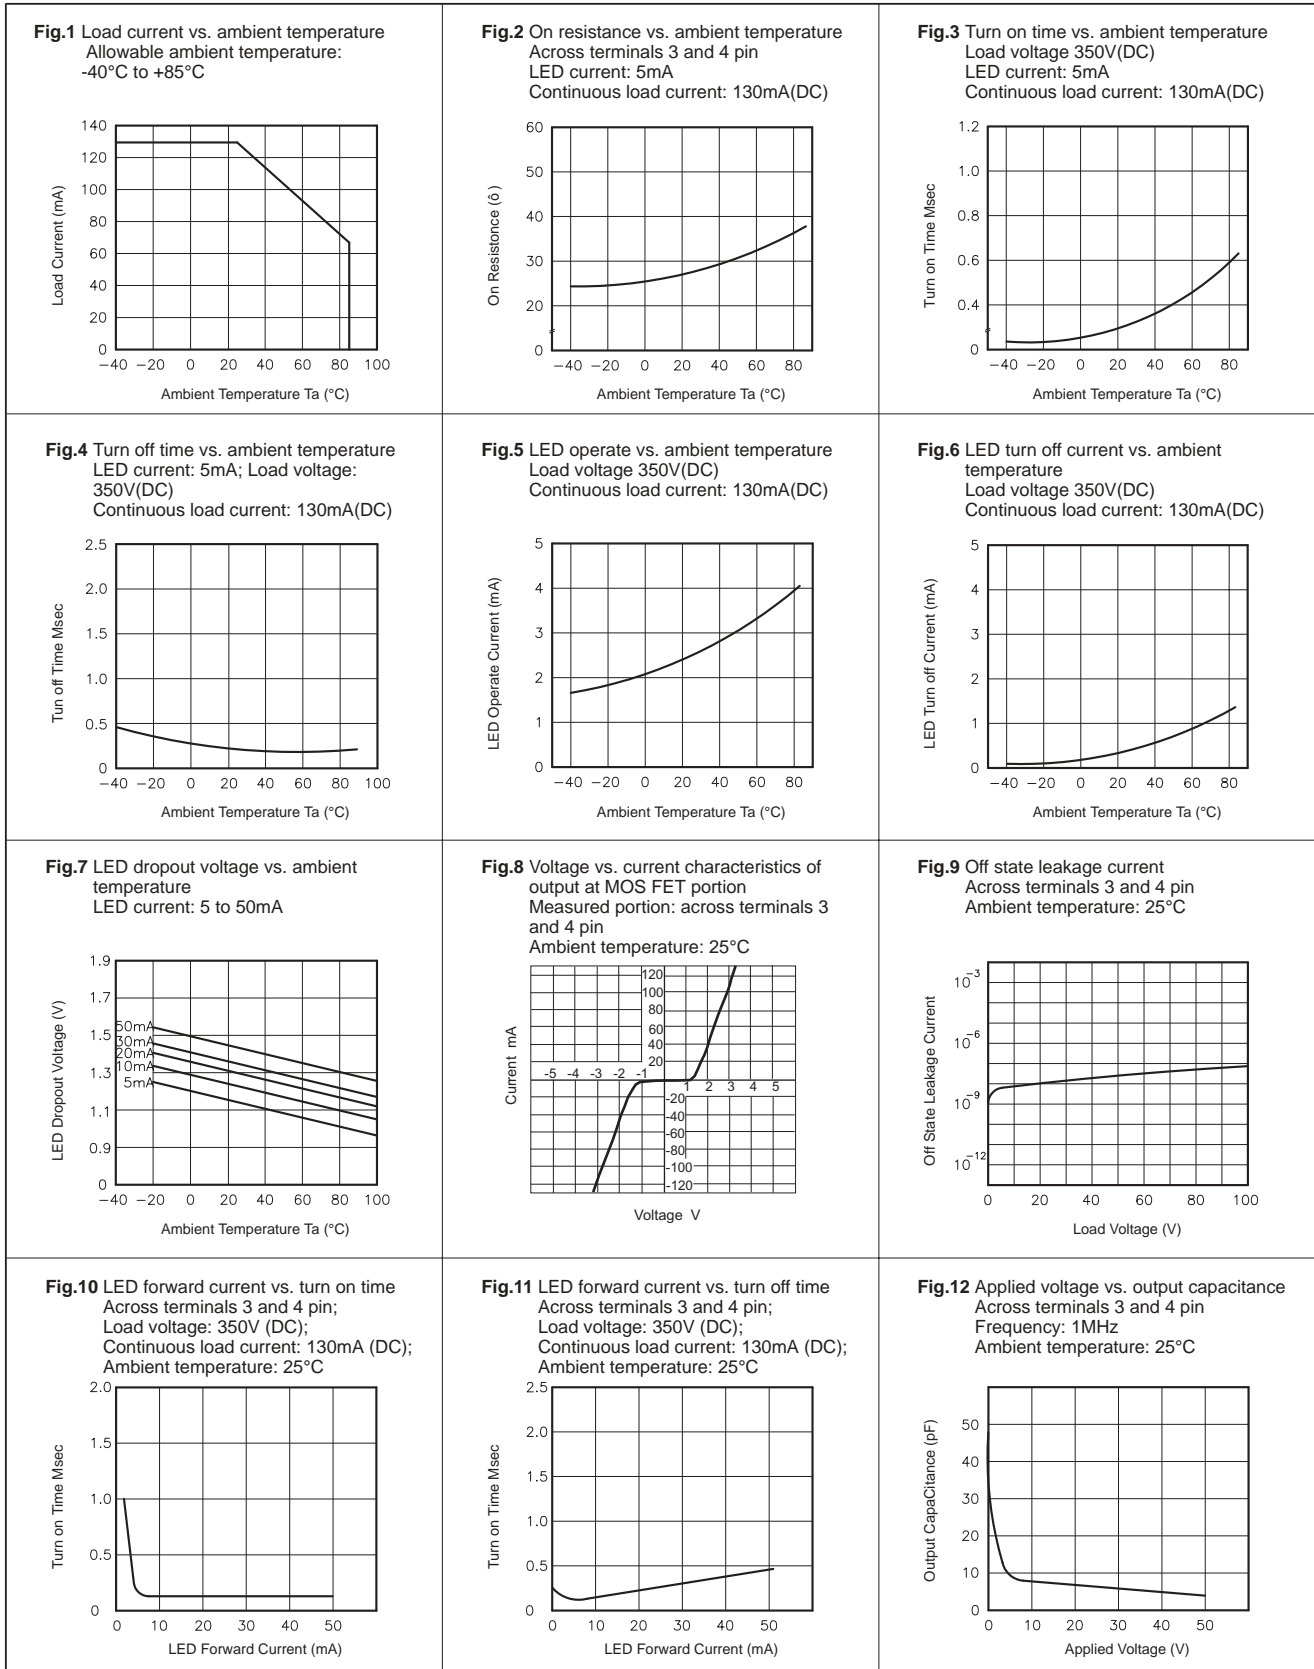 Fig.1 Load current vs. ambient temperature
Allowable ambient temperature:
-40°C to +85°C
140
120
100
80
60
40
20
0
Load Current (mA)
−40 −20 0 20 40 60 80 100
Ambient Temperature Ta (°C)
Fig.2 On resistance vs. ambient temperature
Across terminals 3 and 4 pin
LED current: 5mA
Continuous load current: 130mA(DC)
60
50
40
30
20
0
On Resistonce (ô )
−40 −20 0 20 40 60 80
Ambient Temperature Ta (°C)
Fig.3 Turn on time vs. ambient temperature
Load voltage 350V(DC)
LED current: 5mA
Continuous load current: 130mA(DC)
1.2
1.0
0.8
0.6
0.4
0
Turn on Time Msec
−40 −20 0 20 40 60 80
Ambient Temperature Ta (°C)
Fig.4 Turn off time vs. ambient temperature
LED current: 5mA; Load voltage:
350V(DC)
Continuous load current: 130mA(DC)
2.5
2.0
1.5
1.0
0.5
0
Tun off Time Msec
−40 −20 0 20 40 60 80 100
Ambient Temperature Ta (°C)
Fig.5 LED operate vs. ambient temperature
Load voltage 350V(DC)
Continuous load current: 130mA(DC)
5
4
3
2
1
0
LED Operate Current (mA)
−40 −20 0 20 40 60 80
Ambient Temperature Ta (°C)
Fig.6 LED turn off current vs. ambient
temperature
Load voltage 350V(DC)
Continuous load current: 130mA(DC)
5
4
3
2
1
0
LED Turn off Current (mA)
−40 −20 0 20 40 60 80
Ambient Temperature Ta (°C)
Fig.7 LED dropout voltage vs. ambient
temperature
LED current: 5 to 50mA
1.9
1.7
1.5
1.3
1.1
0.9
0
LED Dropout Voltage (V)
50mA
30mA
20mA
10mA
5mA
−40 −20 0 20 40 60 80 100
Ambient Temperature Ta (°C)
Fig.8 Voltage vs. current characteristics of
output at MOS FET portion
Measured portion: across terminals 3
and 4 pin
Ambient temperature: 25°C
120
100
80
60
40
20
-5 -4 -3 -2 -1
1 2 3 4 5
-20
-40
-60
-80
-100
-120
Current mA
Voltage V
Fig.9 Off state leakage current
Across terminals 3 and 4 pin
Ambient temperature: 25°C
10−3
10−6
10−9
10−12
Off State Leakage Current
0 20 40 60 80 100
Load Voltage (V)
Fig.10 LED forward current vs. turn on time
Across terminals 3 and 4 pin;
Load voltage: 350V (DC);
Continuous load current: 130mA (DC);
Ambient temperature: 25°C
2.0
1.5
1.0
0.5
0
Turn on Time Msec
0 10 20 30 40 50
LED Forward Current (mA)
Fig.11 LED forward current vs. turn off time
Across terminals 3 and 4 pin;
Load voltage: 350V (DC);
Continuous load current: 130mA (DC);
Ambient temperature: 25°C
2.5
2.0
1.5
1.0
0.5
0
Turn on Time Msec
0 10 20 30 40 50
LED Forward Current (mA)
Fig.12 Applied voltage vs. output capacitance
Across terminals 3 and 4 pin
Frequency: 1MHz
Ambient temperature: 25°C
50
40
30
20
10
0
Output CapaCitance (pF)
0 10 20 30 40 50
Applied Voltage (V)